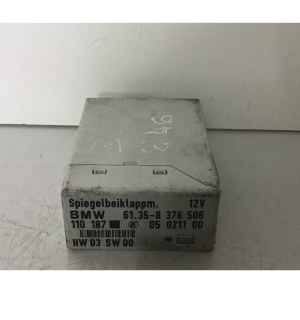 Spiegelbeiklappm. 12V
BMW 61.35-8 376 506
110 187 05 0211 00
HW 03 SW 00